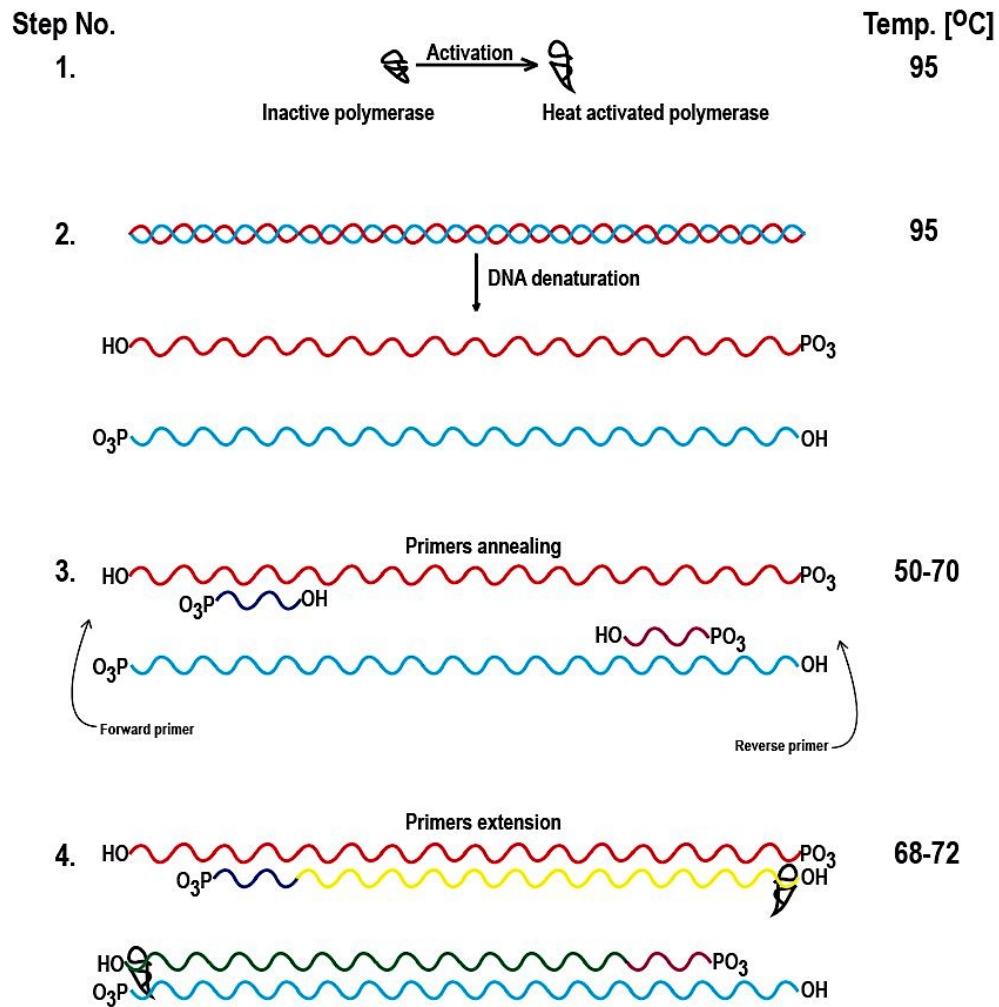 Step No.
Temp. [ºC]
1.
Activation
95
Inactive polymerase
Heat activated polymerase
2.
95
DNA denaturation
HO
PO3
O3P
OH
Primers annealing
3.
HO
PO3
50-70
O3P
OH
HO
PO3
O3P
OH
Forward primer
Reverse primer
Primers extension
4.
HO
PO3
68-72
O3P
OH
HO
PO3
O3P
OH